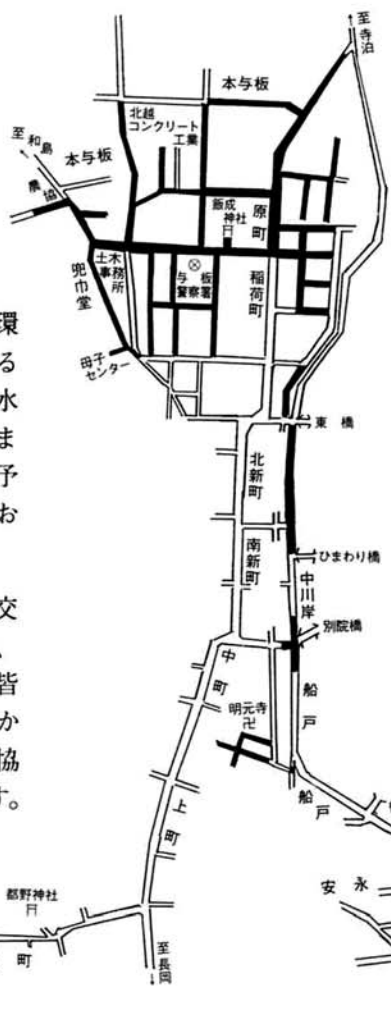 至寺泊
本与板
北越
コンクリート
工業
至和島
本与板
農協
飯成
神社
原町
土木
事務
所
与板
警察署
兜巾堂
稲荷町
母子
センター
環
る
水
ま
予
お
東橋
北新町
南新町
ひまわり橋
中川岸
別院橋
交
、
皆
か
協
す。
中町
船戸
明元寺
船戸
上町
安永
都野神社
町
至長岡